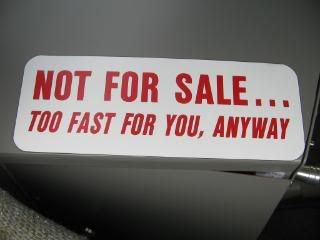 NOT FOR SALE...
TOO FAST FOR YOU, ANYWAY